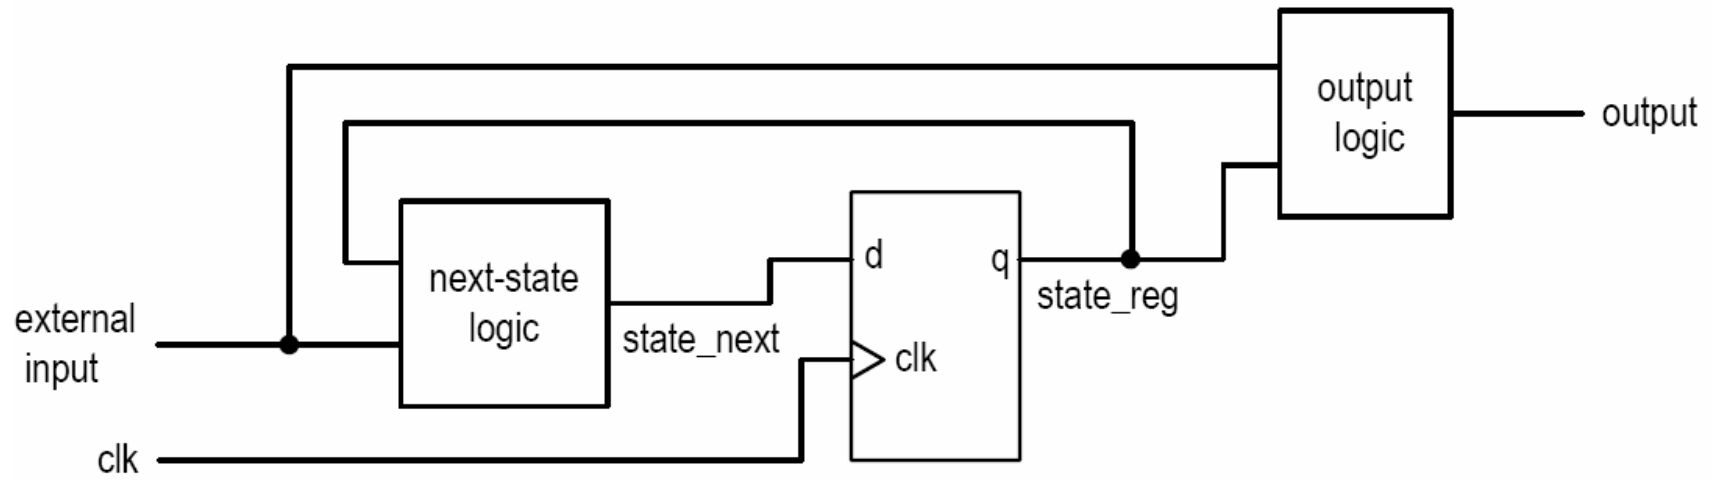 output
logic
output
next-state
logic
d
q
state_reg
external
input
state_next
clk
clk